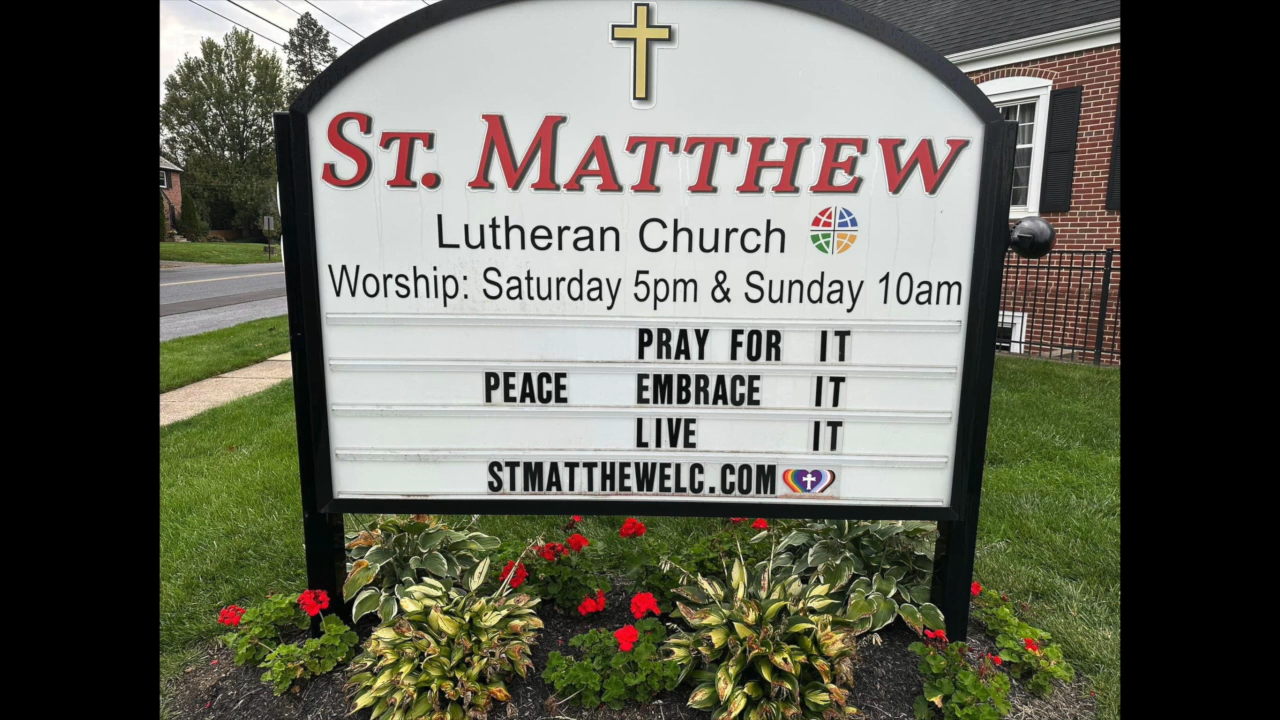 St. Matthew
Lutheran Church
Worship: Saturday 5pm & Sunday 10am
PRAY FOR IT
PEACE EMBRACE IT
LIVE IT
STMATTHEWELC.COM